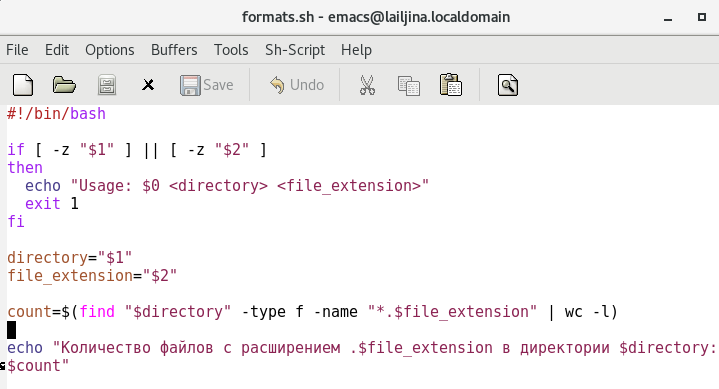 formats.sh - emacs@lailjina.localdomain
File Edit Options Buffers Tools Sh-Script Help
Save Undo
#!/bin/bash
if [ -z "$1" ] || [ -z "$2" ]
then
  echo "Usage: $0 <directory> <file_extension>"
  exit 1
fi
directory="$1"
file_extension="$2"
count=$(find "$directory" -type f -name "*.$file_extension" | wc -l)
echo "Количество файлов с расширением .$file_extension в директории $directory:
$count"